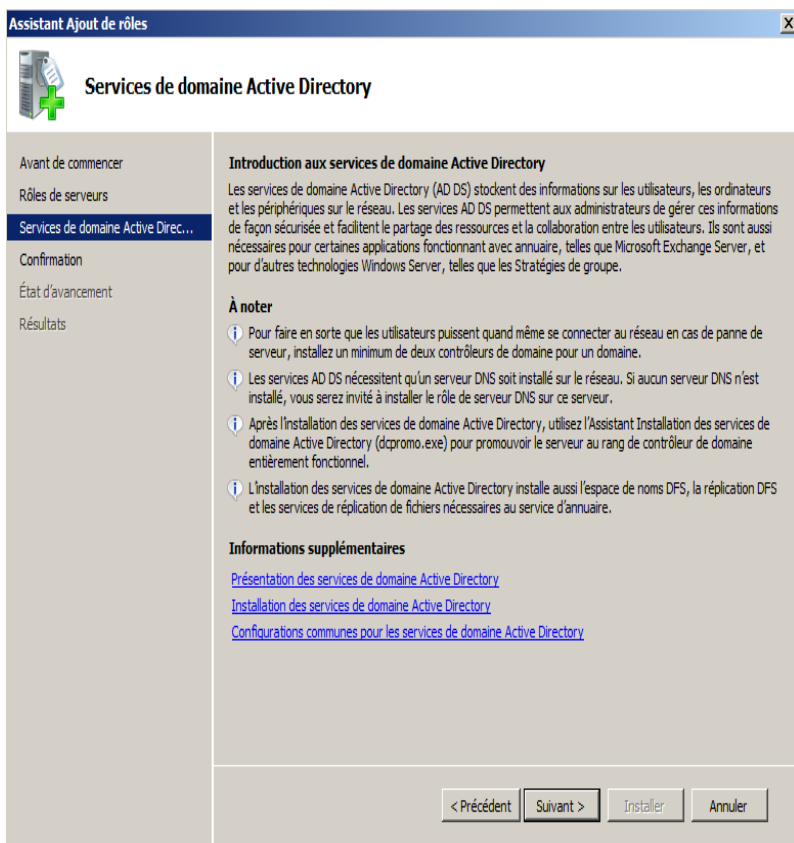 Assistant Ajout de rôles
X
Services de domaine Active Directory
Avant de commencer
Rôles de serveurs
Services de domaine Active Direc...
Confirmation
État d'avancement
Résultats
Introduction aux services de domaine Active Directory
Les services de domaine Active Directory (AD DS) stockent des informations sur les utilisateurs, les ordinateurs
et les périphériques sur le réseau. Les services AD DS permettent aux administrateurs de gérer ces informations
de façon sécurisée et facilitent le partage des ressources et la collaboration entre les utilisateurs. Ils sont aussi
nécessaires pour certaines applications fonctionnant avec annuaire, telles que Microsoft Exchange Server, et
pour d'autres technologies Windows Server, telles que les Stratégies de groupe.
À noter
Pour faire en sorte que les utilisateurs puissent quand même se connecter au réseau en cas de panne de
serveur, installez un minimum de deux contrôleurs de domaine pour un domaine.
Les services AD DS nécessitent qu'un serveur DNS soit installé sur le réseau. Si aucun serveur DNS n'est
installé, vous serez invité à installer le rôle de serveur DNS sur ce serveur.
Après l'installation des services de domaine Active Directory, utilisez l'Assistant Installation des services de
domaine Active Directory (dcpromo.exe) pour promouvoir le serveur au rang de contrôleur de domaine
entièrement fonctionnel.
L'installation des services de domaine Active Directory installe aussi l'espace de noms DFS, la réplication DFS
et les services de réplication de fichiers nécessaires au service d'annuaire.
Informations supplémentaires
Présentation des services de domaine Active Directory
Installation des services de domaine Active Directory
Configurations communes pour les services de domaine Active Directory
< Précédent
Suivant >
Installer
Annuler